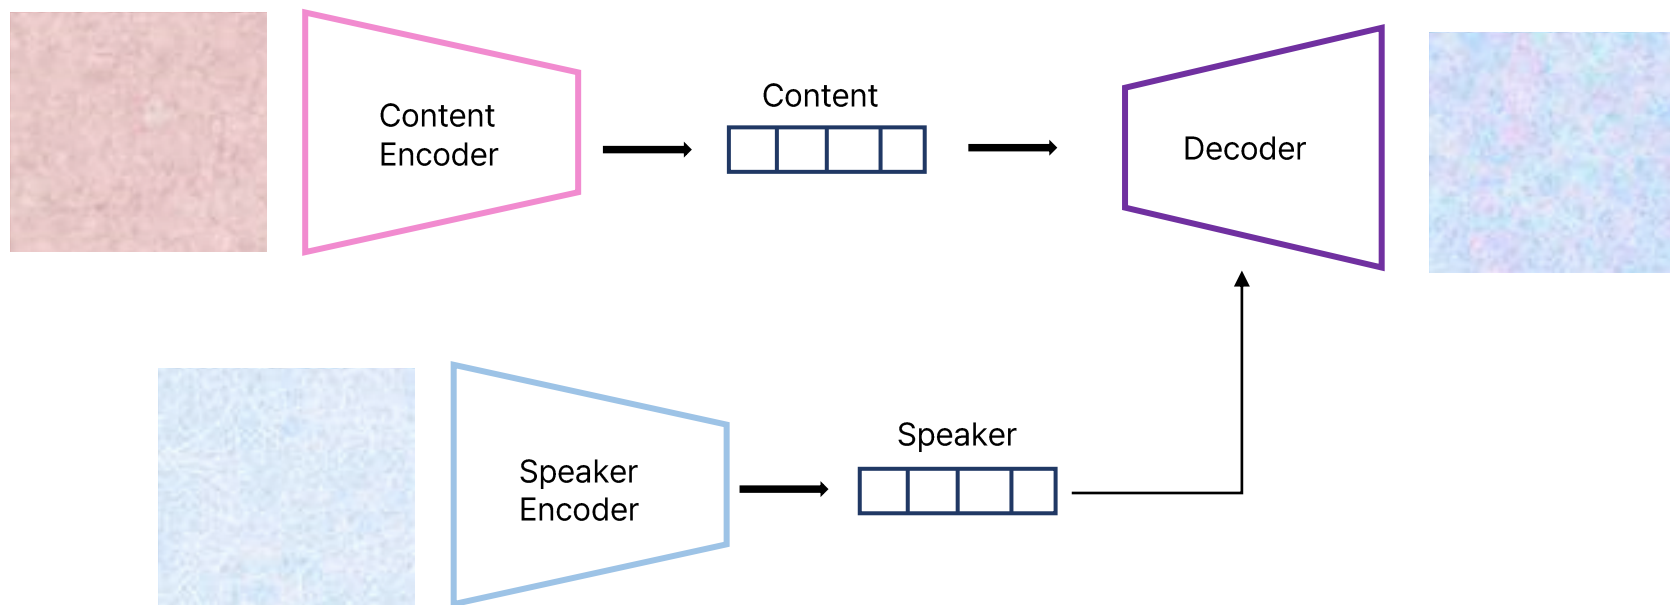 Content
Encoder
Content
Decoder
Speaker
Encoder
Speaker